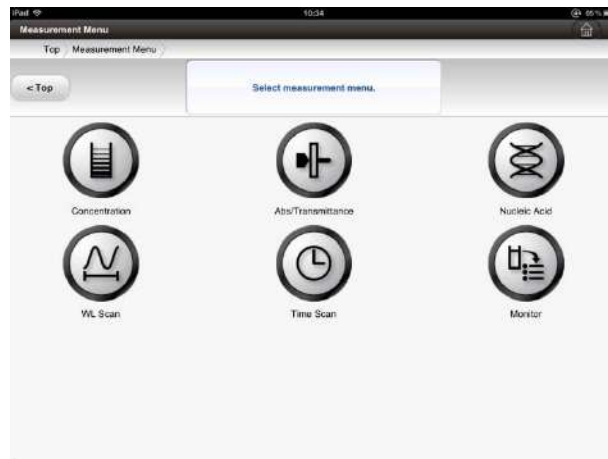 iPad 10:34 85%
Measurement Menu
Top Measurement Menu
< Top
Select measurement menu.
Concentration Abs/Transmittance Nucleic Acid
WL Scan Time Scan Monitor